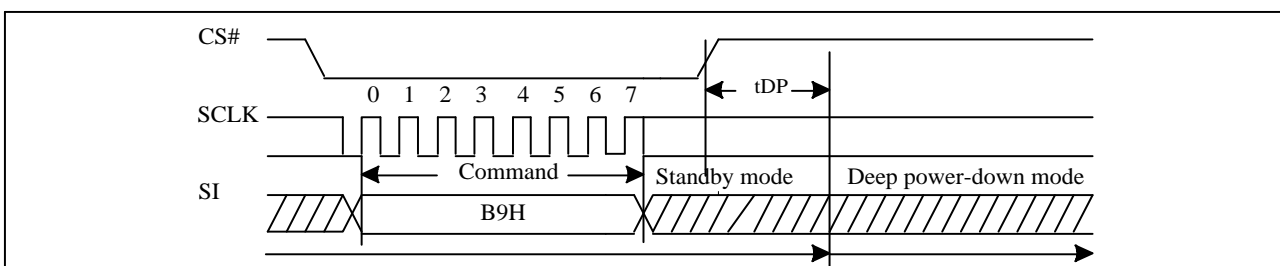 CS#
tDP
0 1 2 3 4 5 6 7
SCLK
Command
Standby mode
Deep power-down mode
SI
B9H